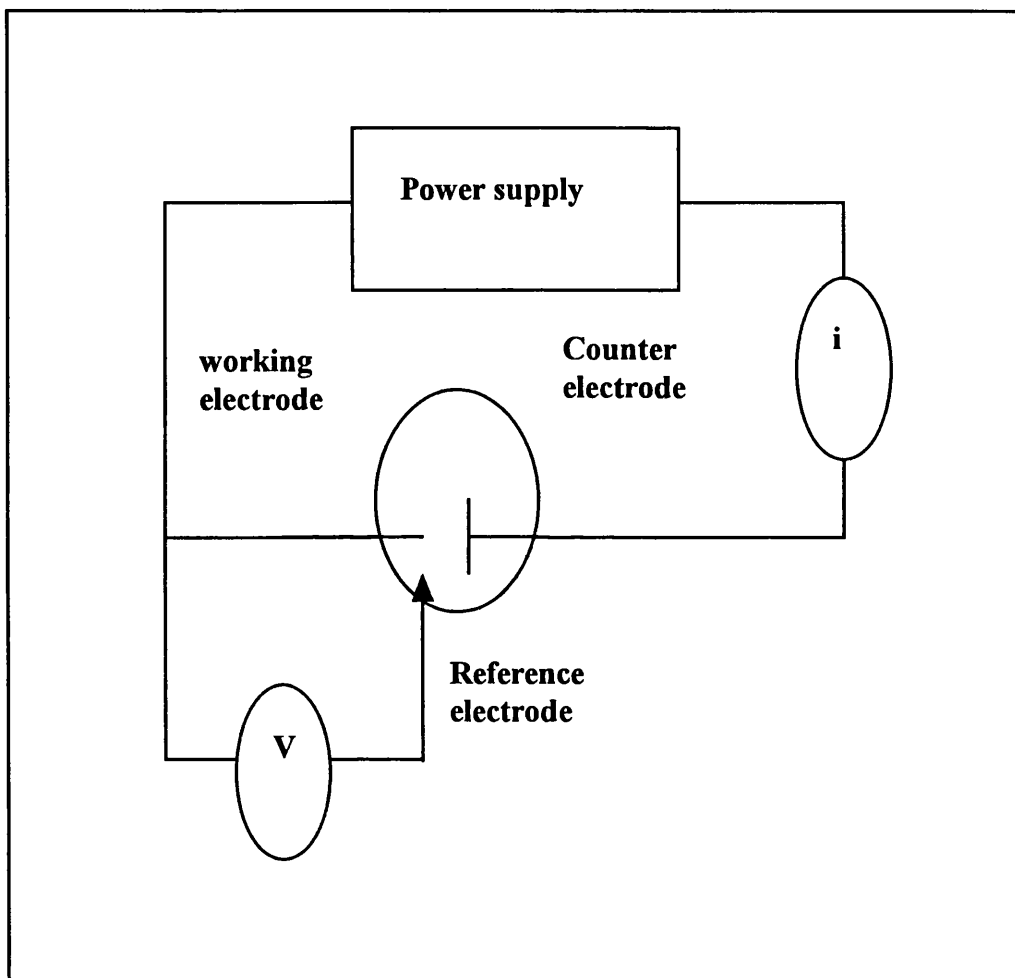 Power supply
working
electrode
Counter
electrode
i
Reference
electrode
V